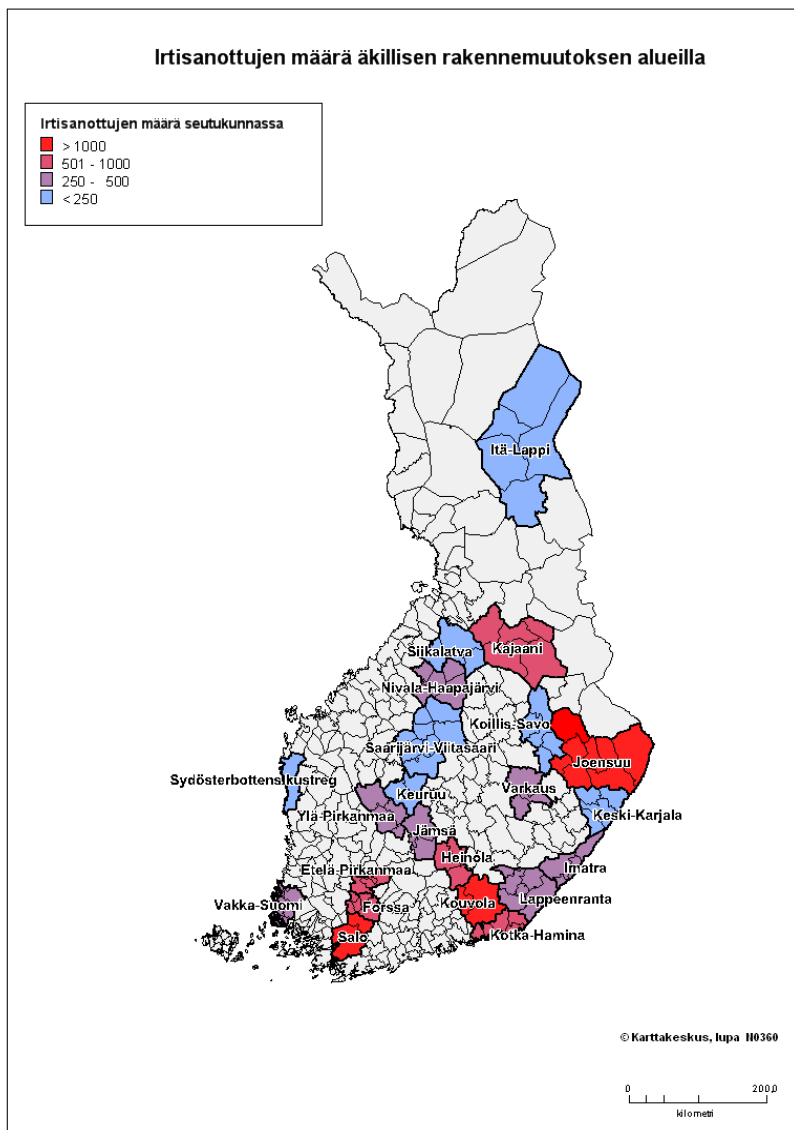 Irtisanottujen määrä äkillisen rakennemuutoksen alueilla
Irtisanottujen määrä seutukunnassa
> 1000
501 - 1000
250 - 500
< 250
Itä-Lappi
Siikalatva
Kajaani
Nivala-Haapajärvi
Koillis-Savo
Saarijärvi-Viitasaari
Joensuu
Sydösterbottens kustreg
Keuruu
Varkaus
Ylä-Pirkanmaa
Keski-Karjala
Jämsä
Heinola
Imatra
Etelä-Pirkanmaa
Lappeenranta
Vakka-Suomi
Forssa
Kouvola
Salo
Kotka-Hamina
© Karttakeskus, lupa N0360
0 200,0
kilometri